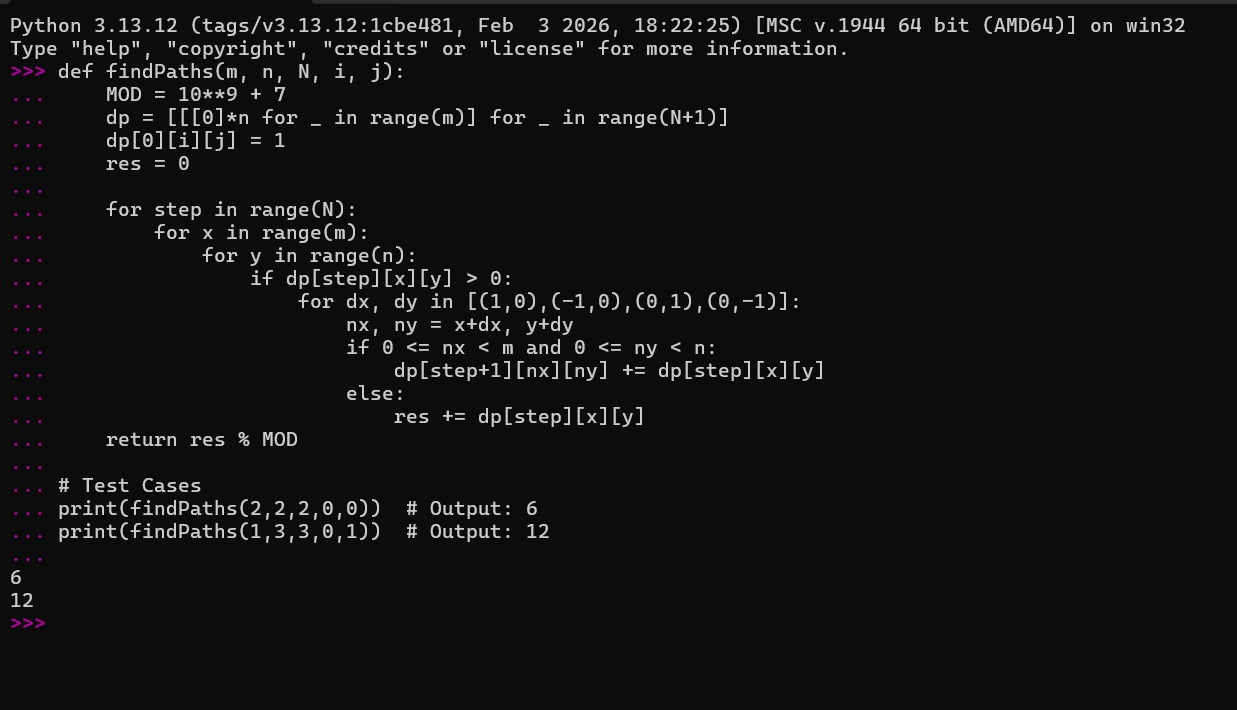 Python 3.13.12 (tags/v3.13.12:1cbe481, Feb  3 2026, 18:22:25) [MSC v.1944 64 bit (AMD64)] on win32
Type "help", "copyright", "credits" or "license" for more information.
>>> def findPaths(m, n, N, i, j):
...     MOD = 10**9 + 7
...     dp = [[[0]*n for _ in range(m)] for _ in range(N+1)]
...     dp[0][i][j] = 1
...     res = 0
...
...     for step in range(N):
...         for x in range(m):
...             for y in range(n):
...                 if dp[step][x][y] > 0:
...                     for dx, dy in [(1,0),(-1,0),(0,1),(0,-1)]:
...                         nx, ny = x+dx, y+dy
...                         if 0 <= nx < m and 0 <= ny < n:
...                             dp[step+1][nx][ny] += dp[step][x][y]
...                         else:
...                             res += dp[step][x][y]
...     return res % MOD
...
... # Test Cases
... print(findPaths(2,2,2,0,0))  # Output: 6
... print(findPaths(1,3,3,0,1))  # Output: 12
...
6
12
>>>